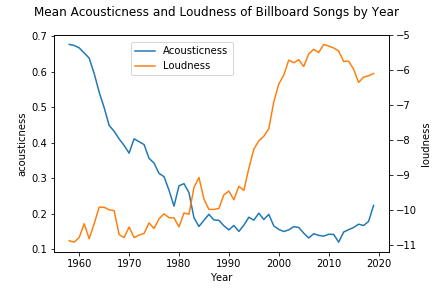 Mean Acousticness and Loudness of Billboard Songs by Year
Acousticness
Loudness
acousticness
0.7
0.6
0.5
0.4
0.3
0.2
0.1
−5
−6
−7
−8
−9
−10
−11
loudness
1960 1970 1980 1990 2000 2010 2020
Year